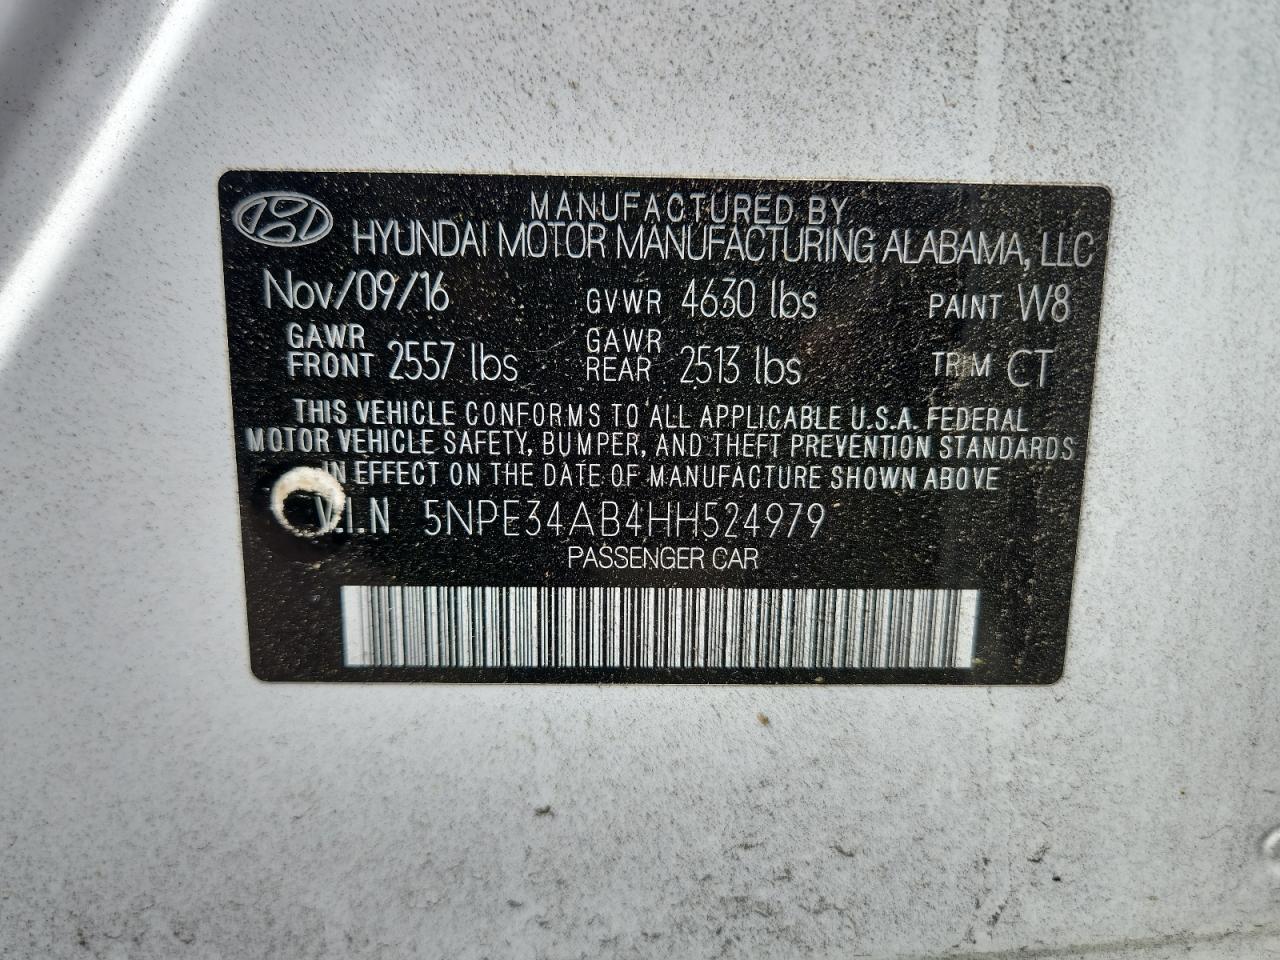 MANUFACTURED BY
HYUNDAI MOTOR MANUFACTURING ALABAMA, LLC
Nov/09/16 GVWR 4630 lbs PAINT W8
GAWR FRONT 2557 lbs GAWR REAR 2513 lbs TRIM CT
THIS VEHICLE CONFORMS TO ALL APPLICABLE U.S.A. FEDERAL
MOTOR VEHICLE SAFETY, BUMPER, AND THEFT PREVENTION STANDARDS
IN EFFECT ON THE DATE OF MANUFACTURE SHOWN ABOVE
V.I.N 5NPE34AB4HH524979
PASSENGER CAR